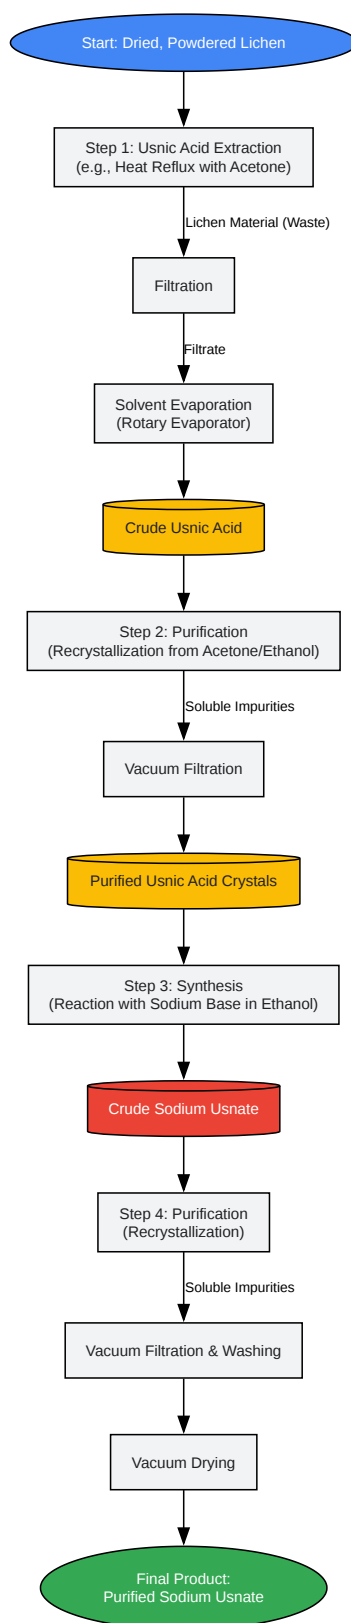 Start: Dried, Powdered Lichen
Step 1: Usnic Acid Extraction
(e.g., Heat Reflux with Acetone)
Lichen Material (Waste)
Filtration
Filtrate
Solvent Evaporation
(Rotary Evaporator)
Crude Usnic Acid
Step 2: Purification
(Recrystallization from Acetone/Ethanol)
Soluble Impurities
Vacuum Filtration
Purified Usnic Acid Crystals
Step 3: Synthesis
(Reaction with Sodium Base in Ethanol)
Crude Sodium Usnate
Step 4: Purification
(Recrystallization)
Soluble Impurities
Vacuum Filtration & Washing
Vacuum Drying
Final Product:
Purified Sodium Usnate